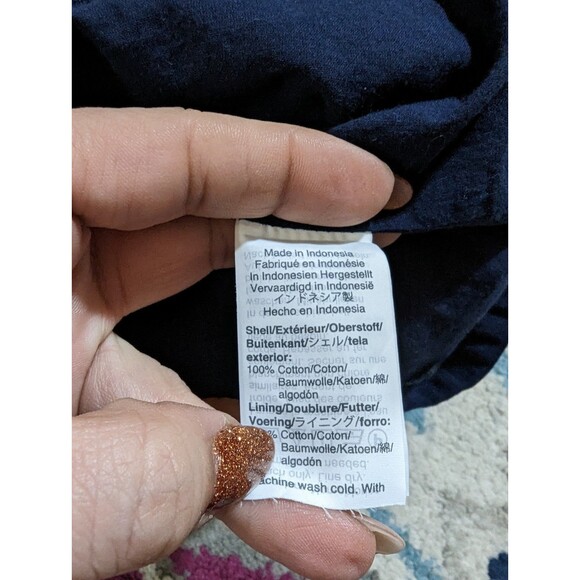 Made in Indonesia
Fabriqué en Indonésie
In Indonesien Hergestellt
Vervaardigd in Indonesië
インドネシア製
Hecho en Indonesia
Shell/Extérieur/Oberstoff/
Buitenkant/シェル/tela
exterior:
100% Cotton/Coton/
Baumwolle/Katoen/綿/
algodón
Lining/Doublure/Futter/
Voering/ライニング/forro:
% Cotton/Coton/
Baumwolle/Katoen/綿/
algodón
achine wash cold. With